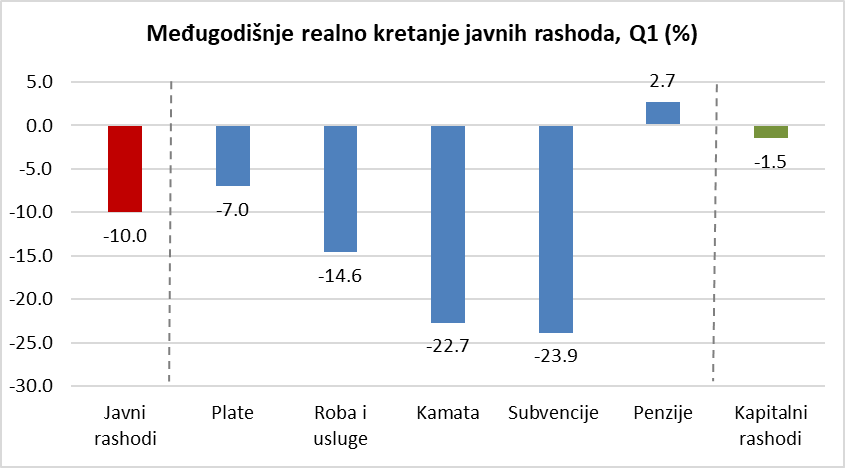 Međugodišnje realno kretanje javnih rashoda, Q1 (%)
5.0
0.0
-5.0
-10.0
-15.0
-20.0
-25.0
-30.0
-10.0
-7.0
-14.6
-22.7
-23.9
2.7
-1.5
Javni
rashodi
Plate
Roba i
usluge
Kamata
Subvencije
Penzije
Kapitalni
rashodi